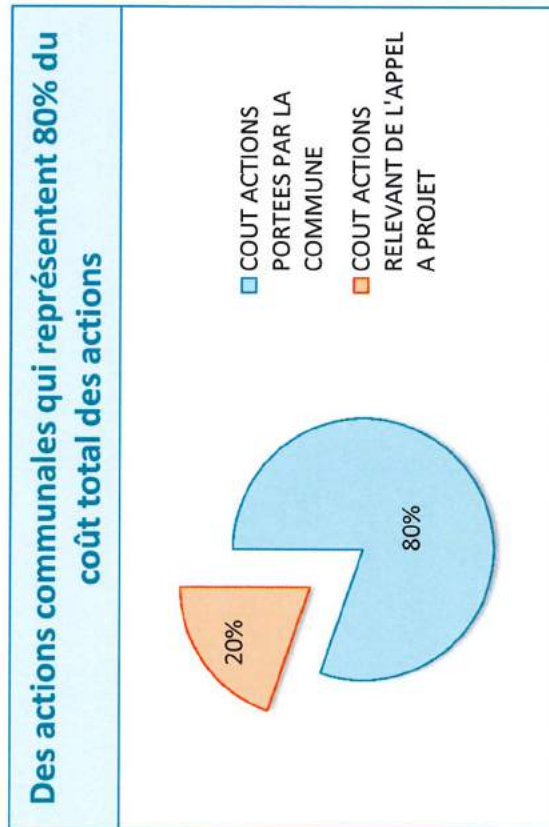 Des actions communales qui représentent 80% du
coût total des actions
20%
80%
COUT ACTIONS
PORTEES PAR LA
COMMUNE
COUT ACTIONS
RELEVANT DE L'APPEL
A PROJET